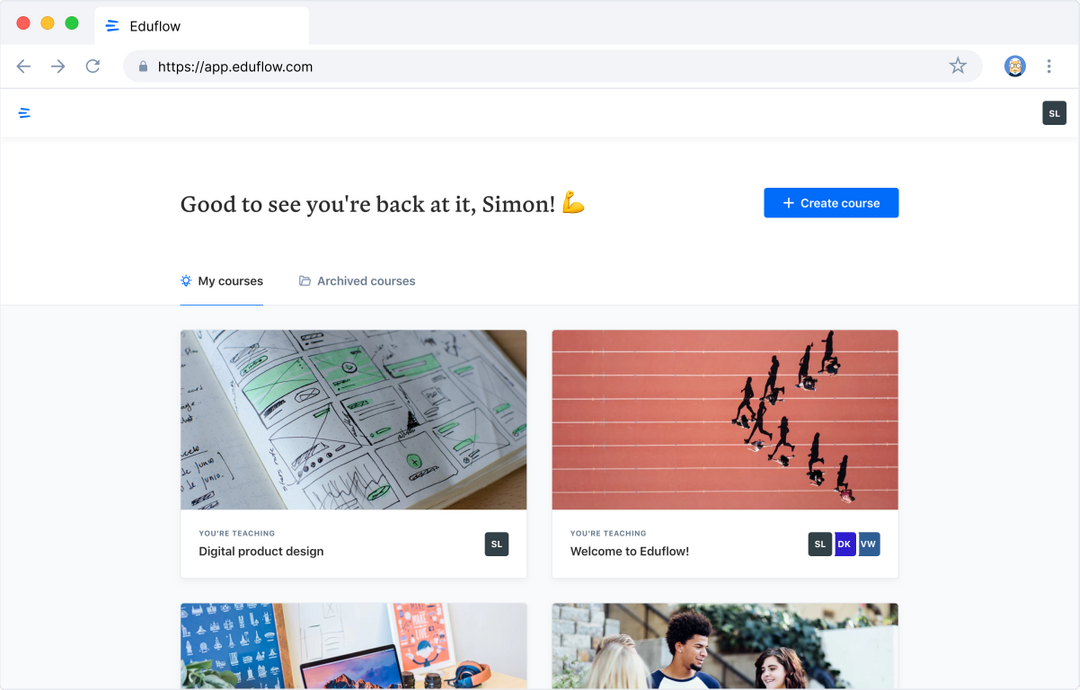 Eduflow
https://app.eduflow.com
SL
Good to see you're back at it, Simon! 💪
+ Create course
My courses
Archived courses
YOU'RE TEACHING
Digital product design
SL
YOU'RE TEACHING
Welcome to Eduflow!
SL DK VW